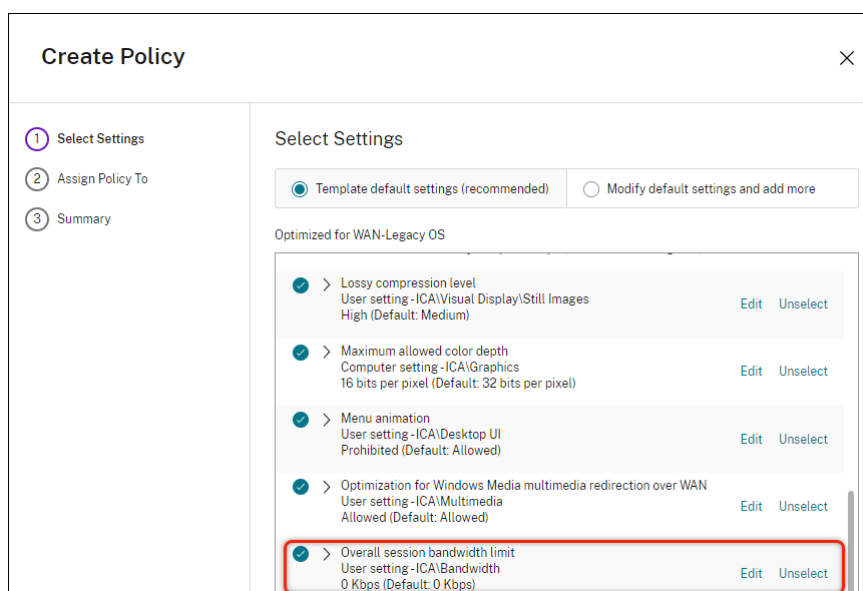 Create Policy
1 Select Settings
2 Assign Policy To
3 Summary
Select Settings
Template default settings (recommended) Modify default settings and add more
Optimized for WAN-Legacy OS
Lossy compression level
User setting - ICA\Visual Display\Still Images
High (Default: Medium)
Edit Unselect
Maximum allowed color depth
Computer setting - ICA\Graphics
16 bits per pixel (Default: 32 bits per pixel)
Edit Unselect
Menu animation
User setting - ICA\Desktop UI
Prohibited (Default: Allowed)
Edit Unselect
Optimization for Windows Media multimedia redirection over WAN
User setting - ICA\Multimedia
Allowed (Default: Allowed)
Edit Unselect
Overall session bandwidth limit
User setting - ICA\Bandwidth
0 Kbps (Default: 0 Kbps)
Edit Unselect